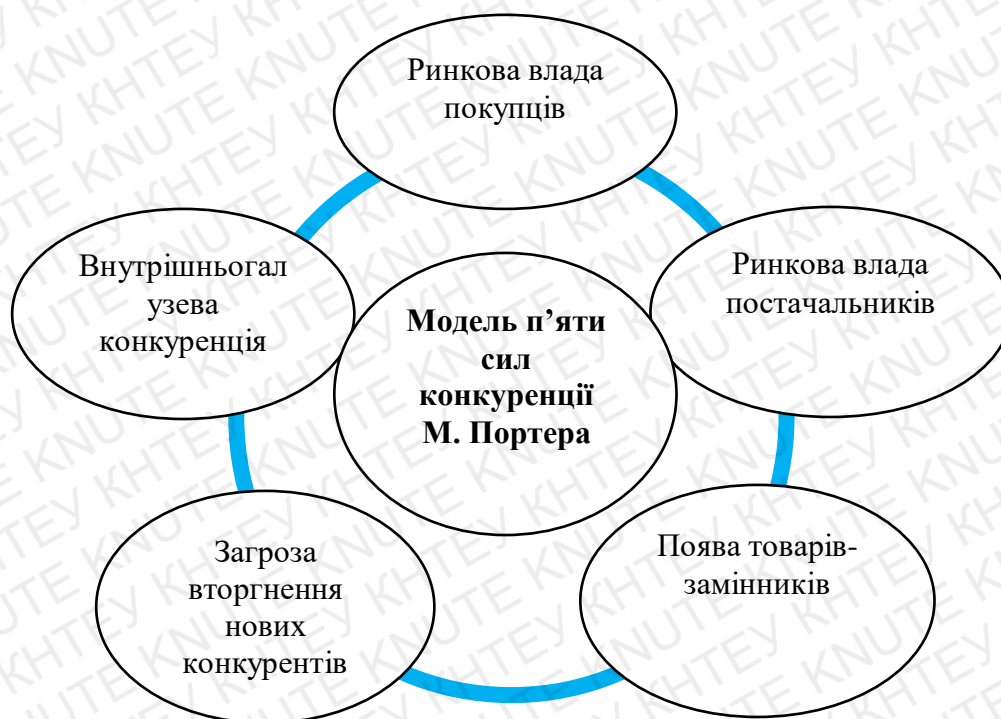 Ринкова влада
покупців
Внутрішньогал
узева
конкуренція
Модель п’яти
сил
конкуренції
М. Портера
Ринкова влада
постачальників
Загроза
вторгнення
нових
конкурентів
Поява товарів-
замінників